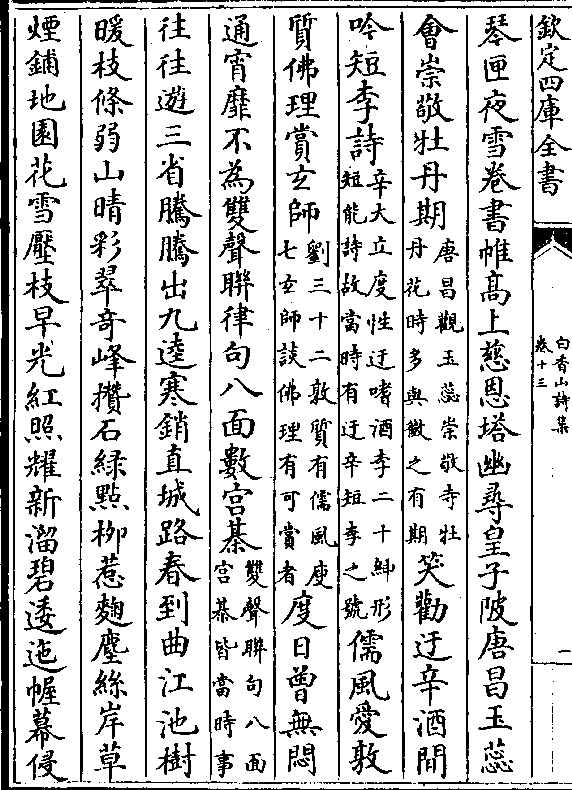 欽定四庫全書
白香山詩集
卷十三
琴匣夜雪卷書帷高上慈恩塔幽尋皇子陂唐昌玉蕊
會崇敬牡丹期唐昌觀玉蕊崇敬寺牡丹花時多與微之有期笑勸迂辛酒閒
吟短李詩辛大立度性迂嗜酒李二十紳形短能詩故當時有迂辛短李之號儒風愛敦
質佛理賞玄師劉三十二敦質有儒風庾七玄師談佛理有可賞者度日曾無悶
通宵靡不為雙聲聯律句八面數宮棊雙聲聯句八面宮棊皆當時事
往往遊三省騰騰出九逵寒銷直城路春到曲江池樹
暖枝條弱山晴彩翠奇峰攢石綠點柳惹麴塵絲岸草
煙鋪地園花雪壓枝早光紅照耀新溜碧逶迤幄幕侵